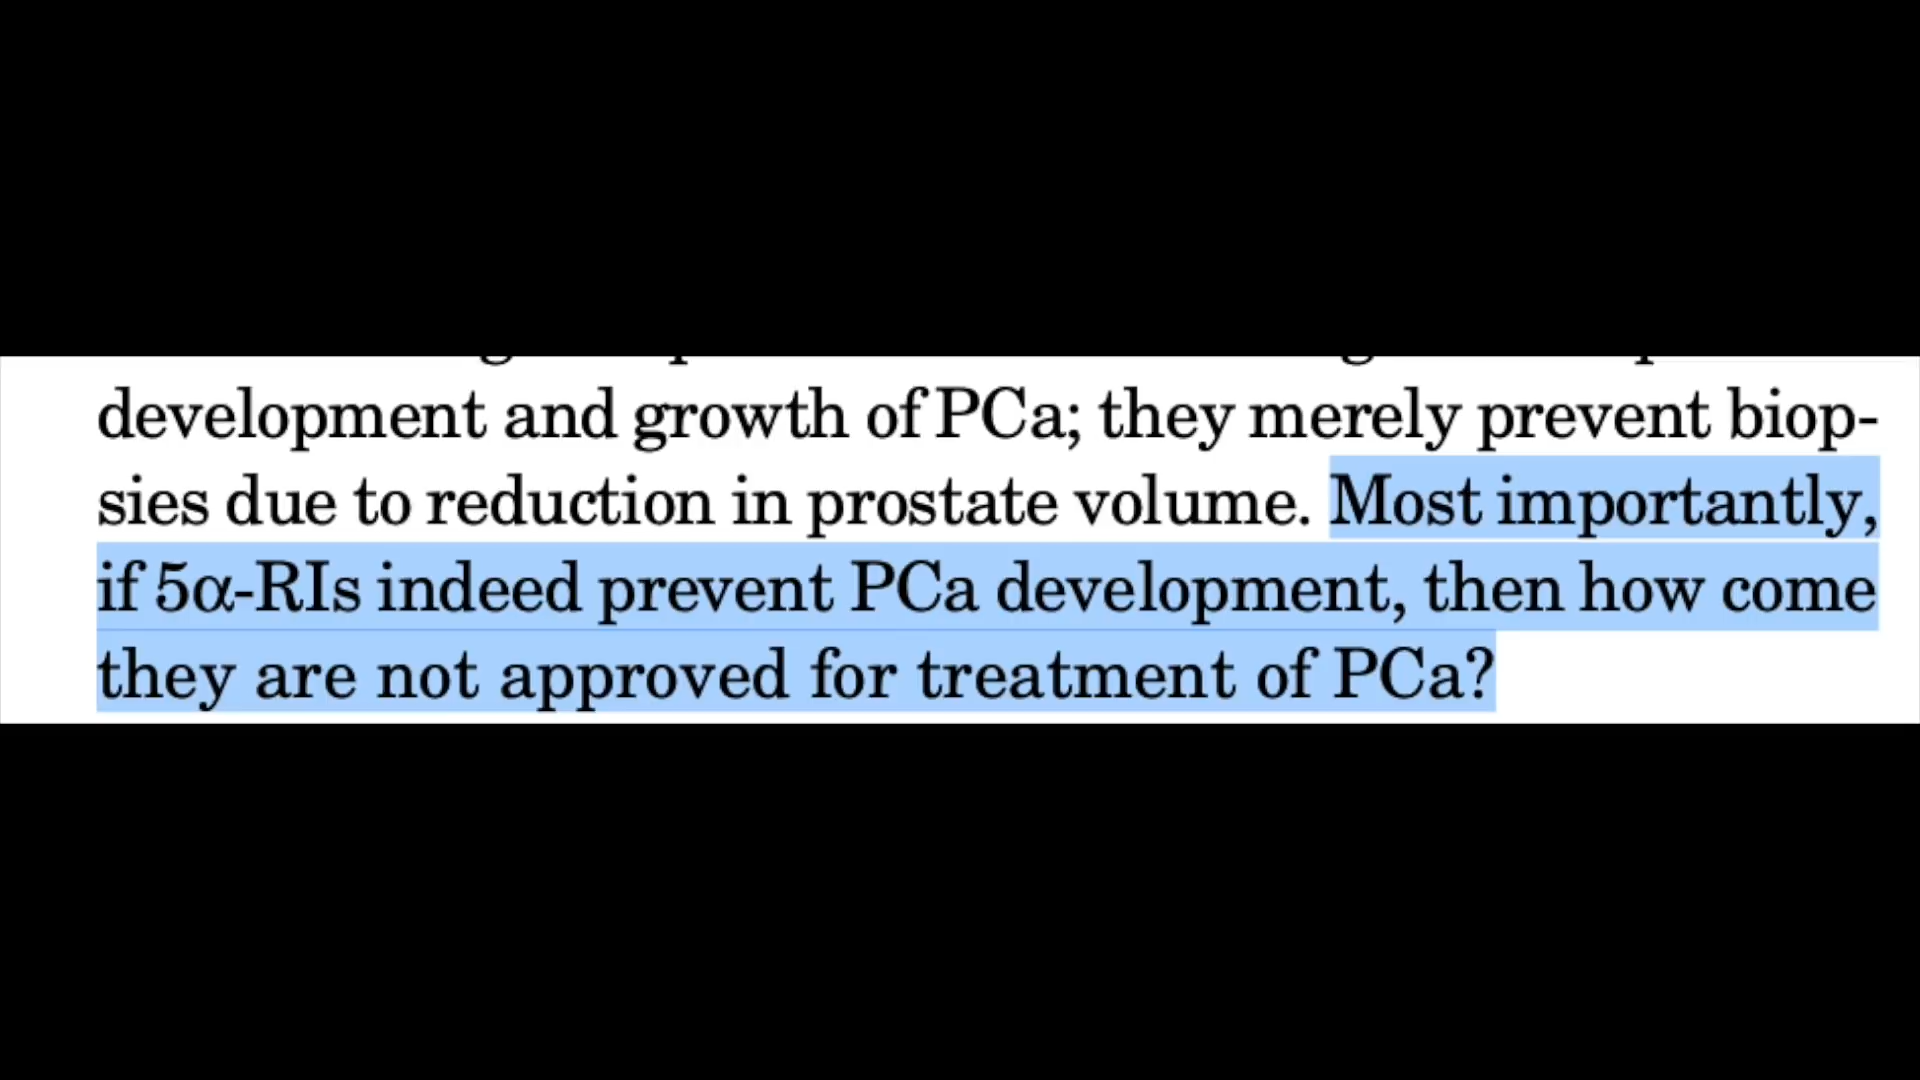 development and growth of PCa; they merely prevent biop-
sies due to reduction in prostate volume. Most importantly,
if 5α-RIs indeed prevent PCa development, then how come
they are not approved for treatment of PCa?